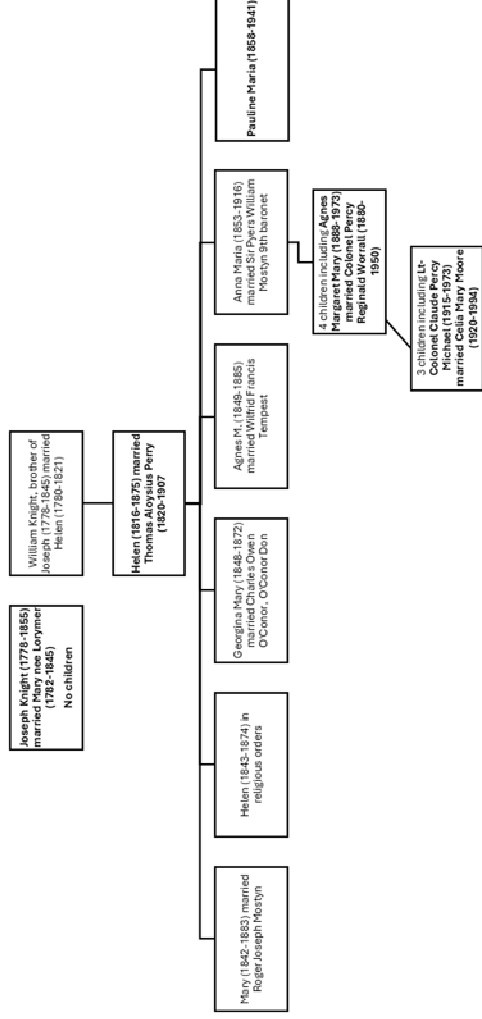 Joseph Knight (1778-1855)
married Mary nee Lorymer
(1782-1845)
No children
William Knight, brother of
Joseph (1778-1845) married
Helen (1780-1821)
Helen (1816-1875) married
Thomas Aloysius Perry
(1820-1907
Mary (1842-1883) married
Roger Joseph Mostyn
Helen (1843-1874) in
religious orders
Georgina Mary (1848-1872)
married Charles Owen
O'Conor, O'Conor Don
Agnes M. (1849-1885)
married Wilfrid Francis
Tempest
Anna Maria (1853-1916)
married Sir Pyers William
Mostyn 9th baronet
Pauline Maria (1858-1941)
4 children including Agnes
Margaret Mary (1888-1973)
married Colonel Percy
Reginald Worrall (1880-
1950)
3 children including Lt-
Colonel Claude Percy
Michael (1915-1973)
married Celia Mary Moore
(1920-1994)